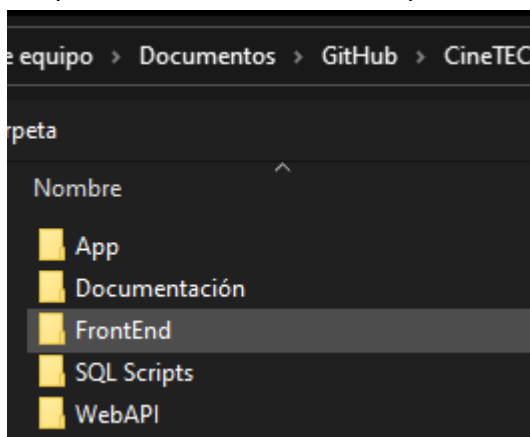 e equipo > Documentos > GitHub > CineTEC
rpeta
Nombre
App
Documentación
FrontEnd
SQL Scripts
WebAPI